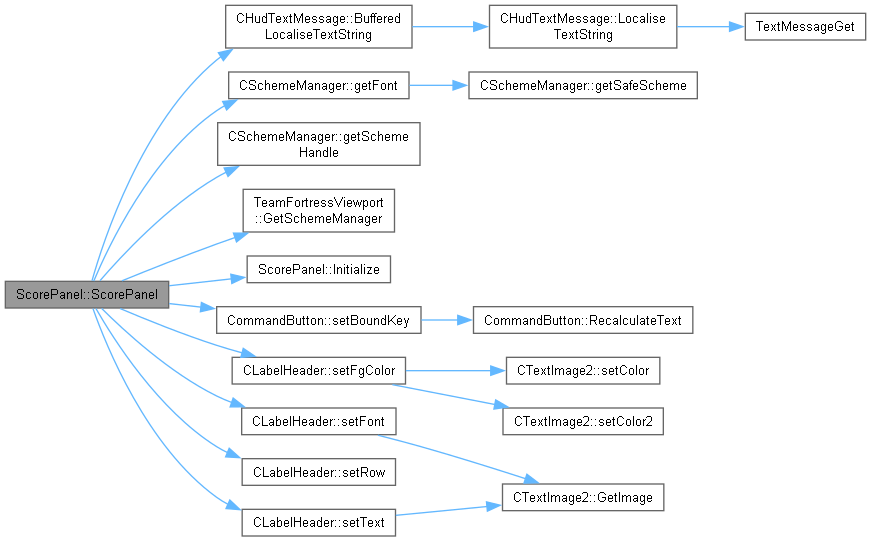 CHudTextMessage::Buffered
LocaliseTextString
CHudTextMessage::Localise
TextString
TextMessageGet
CSchemeManager::getFont
CSchemeManager::getSafeScheme
CSchemeManager::getScheme
Handle
TeamFortressViewport
::GetSchemeManager
ScorePanel::Initialize
ScorePanel::ScorePanel
CommandButton::setBoundKey
CommandButton::RecalculateText
CLabelHeader::setFgColor
CTextImage2::setColor
CLabelHeader::setFont
CTextImage2::setColor2
CLabelHeader::setRow
CTextImage2::GetImage
CLabelHeader::setText